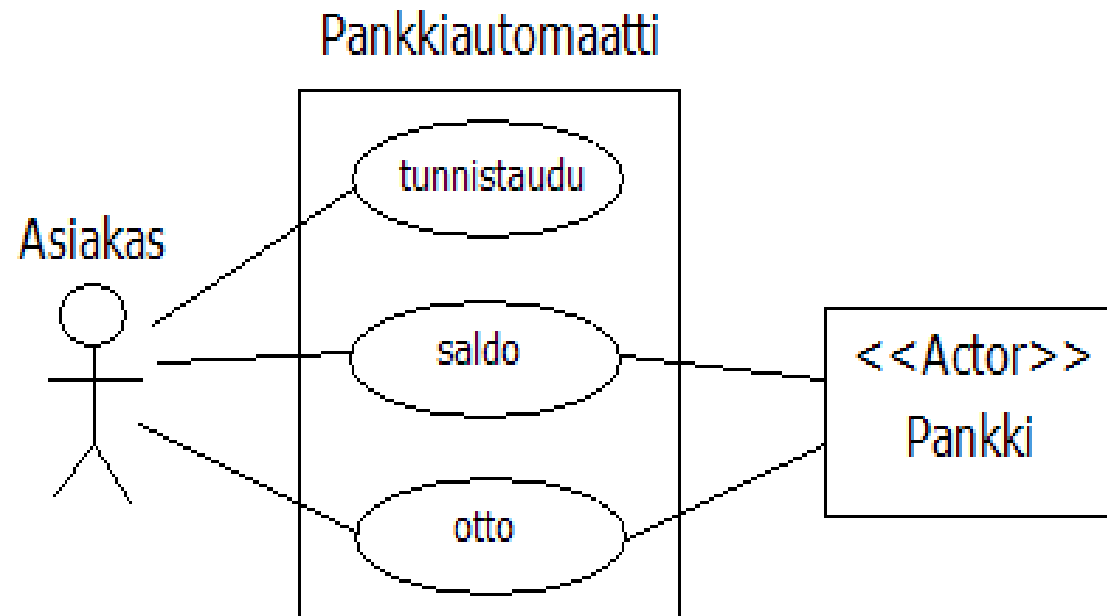 Pankkiautomaatti
tunnistaudu
Asiakas
saldo
<<Actor>>
Pankki
otto